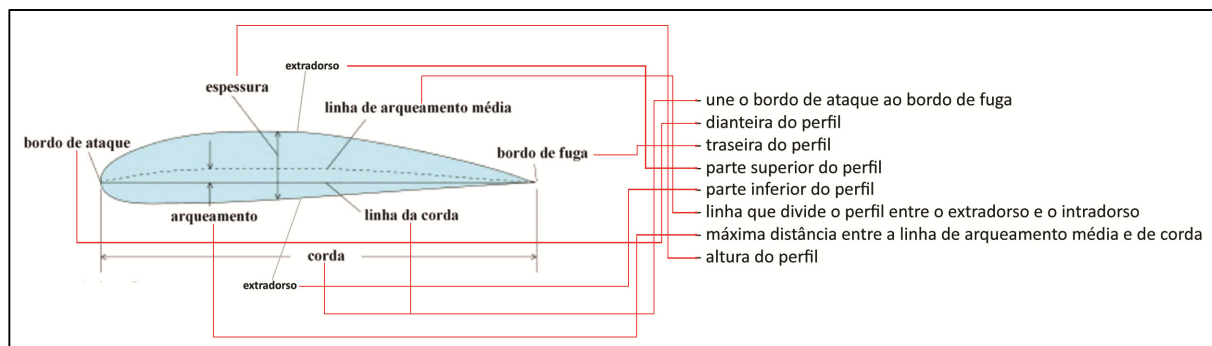 extradorso
espessura
linha de arqueamento média
bordo de ataque
bordo de fuga
arqueamento
linha da corda
corda
extradorso
une o bordo de ataque ao bordo de fuga
dianteira do perfil
traseira do perfil
parte superior do perfil
parte inferior do perfil
linha que divide o perfil entre o extradorso e o intradorso
máxima distância entre a linha de arqueamento média e de corda
altura do perfil